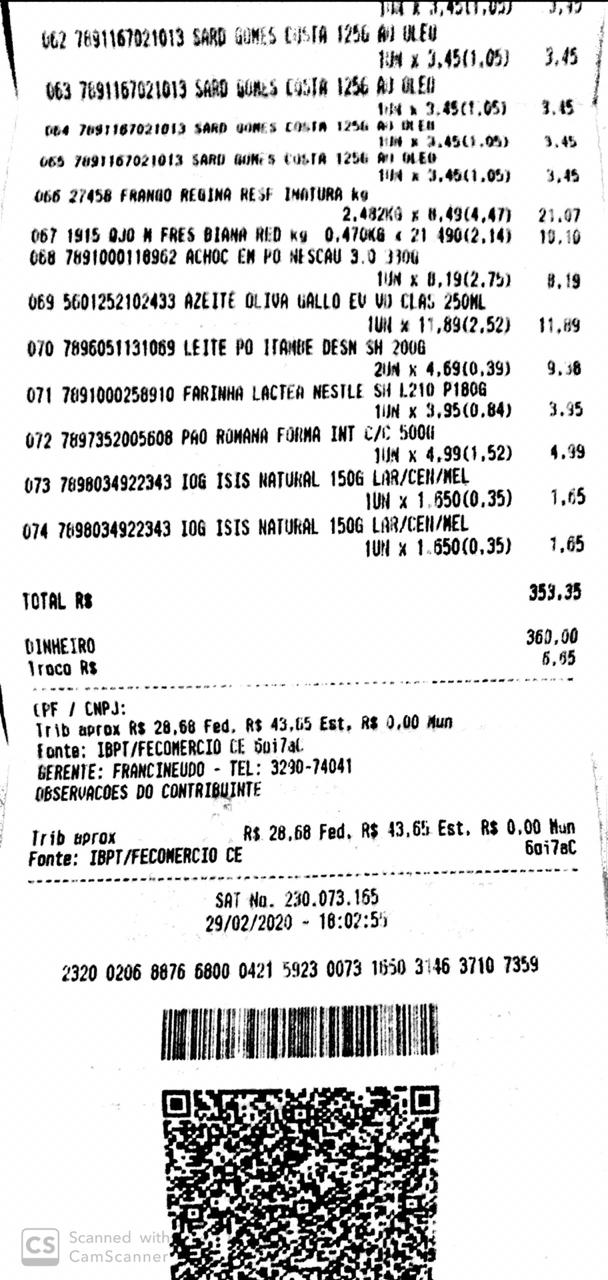 1UN x 3,45(1,05) 3,45
062 7891167021013 SARD GOMES COSTA 125G AO OLEO
1UN x 3,45(1,05) 3,45
063 7891167021013 SARD GOMES COSTA 125G AO OLEO
1UN x 3,45(1,05) 3,45
064 7891167021013 SARD GOMES COSTA 125G AO OLEO
1UN x 3,45(1,05) 3,45
065 7891167021013 SARD GOMES COSTA 125G AO OLEO
1UN x 3,45(1,05) 3,45
066 27458 FRANGO REGINA RESF INATURA kg
2,482KG x 8,49(4,47) 21,07
067 1915 QJO M FRES BIANA RED kg 0,470KG x 21 490(2,14) 10,10
068 7891000118962 ACHOC EM PO NESCAU 3.0 330G
1UN x 8,19(2,75) 8,19
069 5601252102433 AZEITE OLIVA GALLO EV VD CLAS 250ML
1UN x 11,89(2,52) 11,89
070 7896051131069 LEITE PO ITAMBE DESN SH 200G
2UN x 4,69(0,39) 9,38
071 7891000258910 FARINHA LACTEA NESTLE SH L210 P180G
1UN x 3,95(0,84) 3,95
072 7897352005608 PAO ROMANA FORMA INT C/C 500G
1UN x 4,99(1,52) 4,99
073 7898034922343 IOG ISIS NATURAL 150G LAR/CEN/MEL
1UN x 1.650(0,35) 1,65
074 7898034922343 IOG ISIS NATURAL 150G LAR/CEN/MEL
1UN x 1.650(0,35) 1,65
TOTAL R$ 353,35
DINHEIRO 360,00
Troco R$ 6,65
CPF / CNPJ:
Trib aprox R$ 28,68 Fed, R$ 43,65 Est, R$ 0,00 Mun
Fonte: IBPT/FECOMERCIO CE 6oi7aC
GERENTE: FRANCINEUDO - TEL: 3290-74041
OBSERVACOES DO CONTRIBUINTE
Trib aprox R$ 28,68 Fed, R$ 43,65 Est, R$ 0,00 Mun
Fonte: IBPT/FECOMERCIO CE 6oi7aC
SAT No. 230.073.165
29/02/2020 - 18:02:55
2320 0206 8876 6800 0421 5923 0073 1650 3146 3710 7359
CS Scanned with
CamScanner